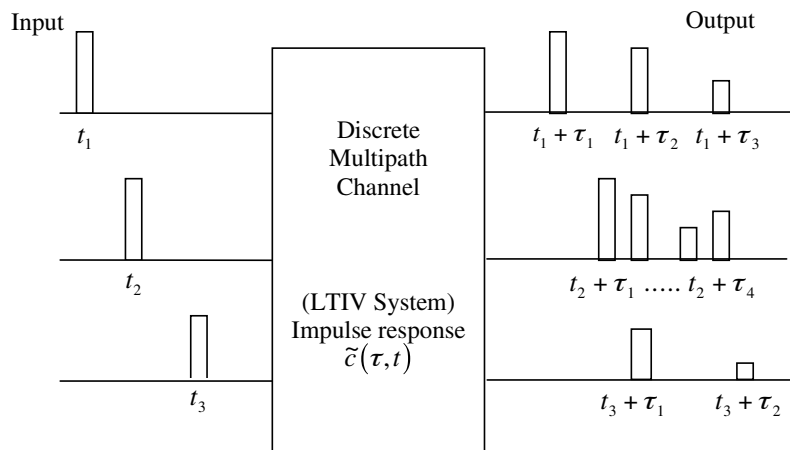 Input
Output
t₁
t₁ + τ₁
t₁ + τ₂
t₁ + τ₃
Discrete
Multipath
Channel
t₂
t₂ + τ₁ ..... t₂ + τ₄
(LTIV System)
Impulse response
c̃(τ,t)
t₃
t₃ + τ₁
t₃ + τ₂